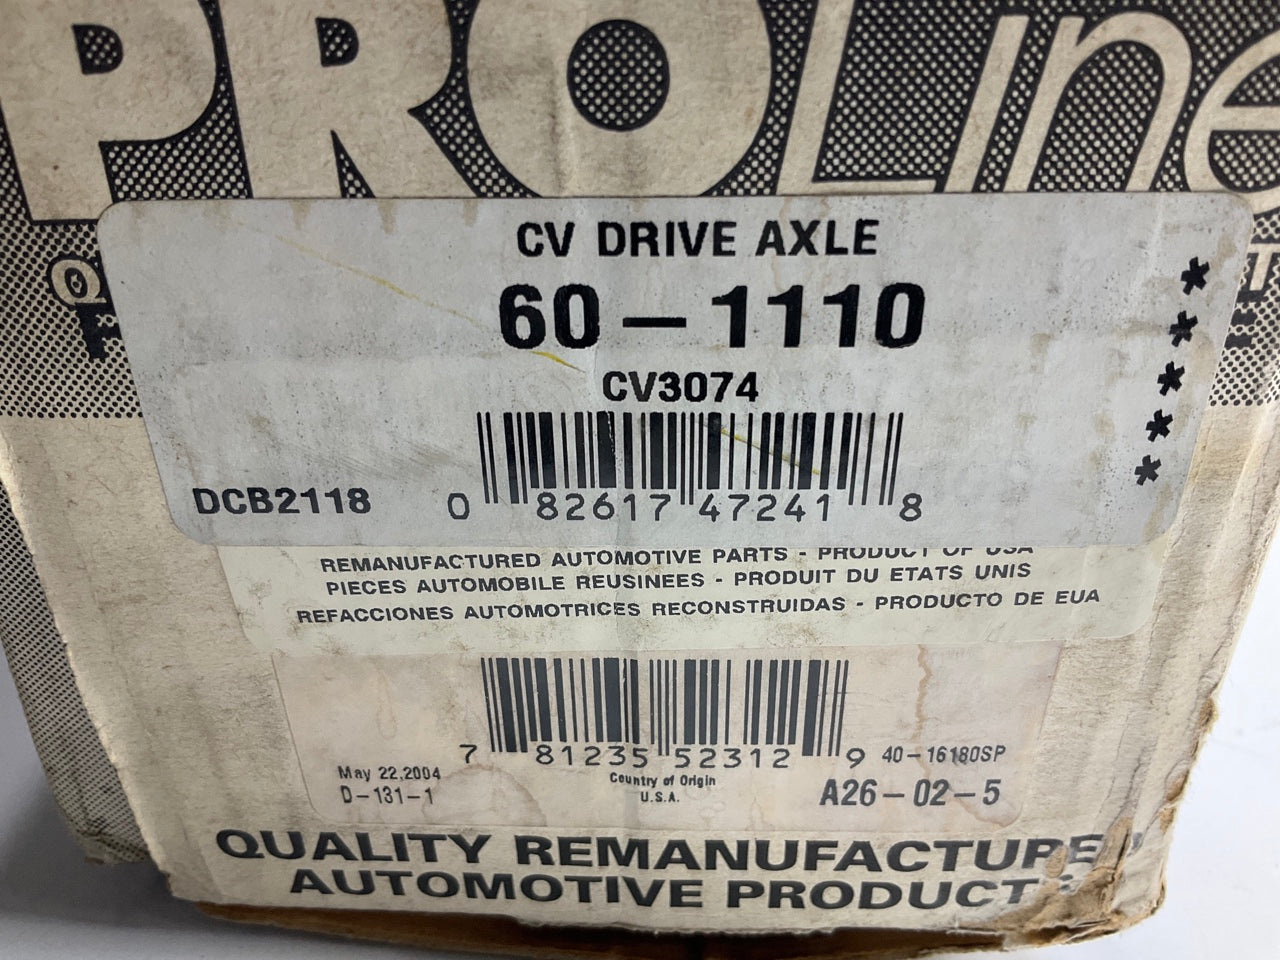 PROLine
CV DRIVE AXLE
60-1110
CV3074
DCB2118
0 82617 47241 8
*****
REMANUFACTURED AUTOMOTIVE PARTS - PRODUCT OF USA
PIECES AUTOMOBILE REUSINEES - PRODUIT DU ETATS UNIS
REFACCIONES AUTOMOTRICES RECONSTRUIDAS - PRODUCTO DE EUA
7 81235 52312 9
40-16180SP
May 22,2004
D-131-1
Country of Origin
U.S.A.
A26-02-5
QUALITY REMANUFACTURED
AUTOMOTIVE PRODUCTS